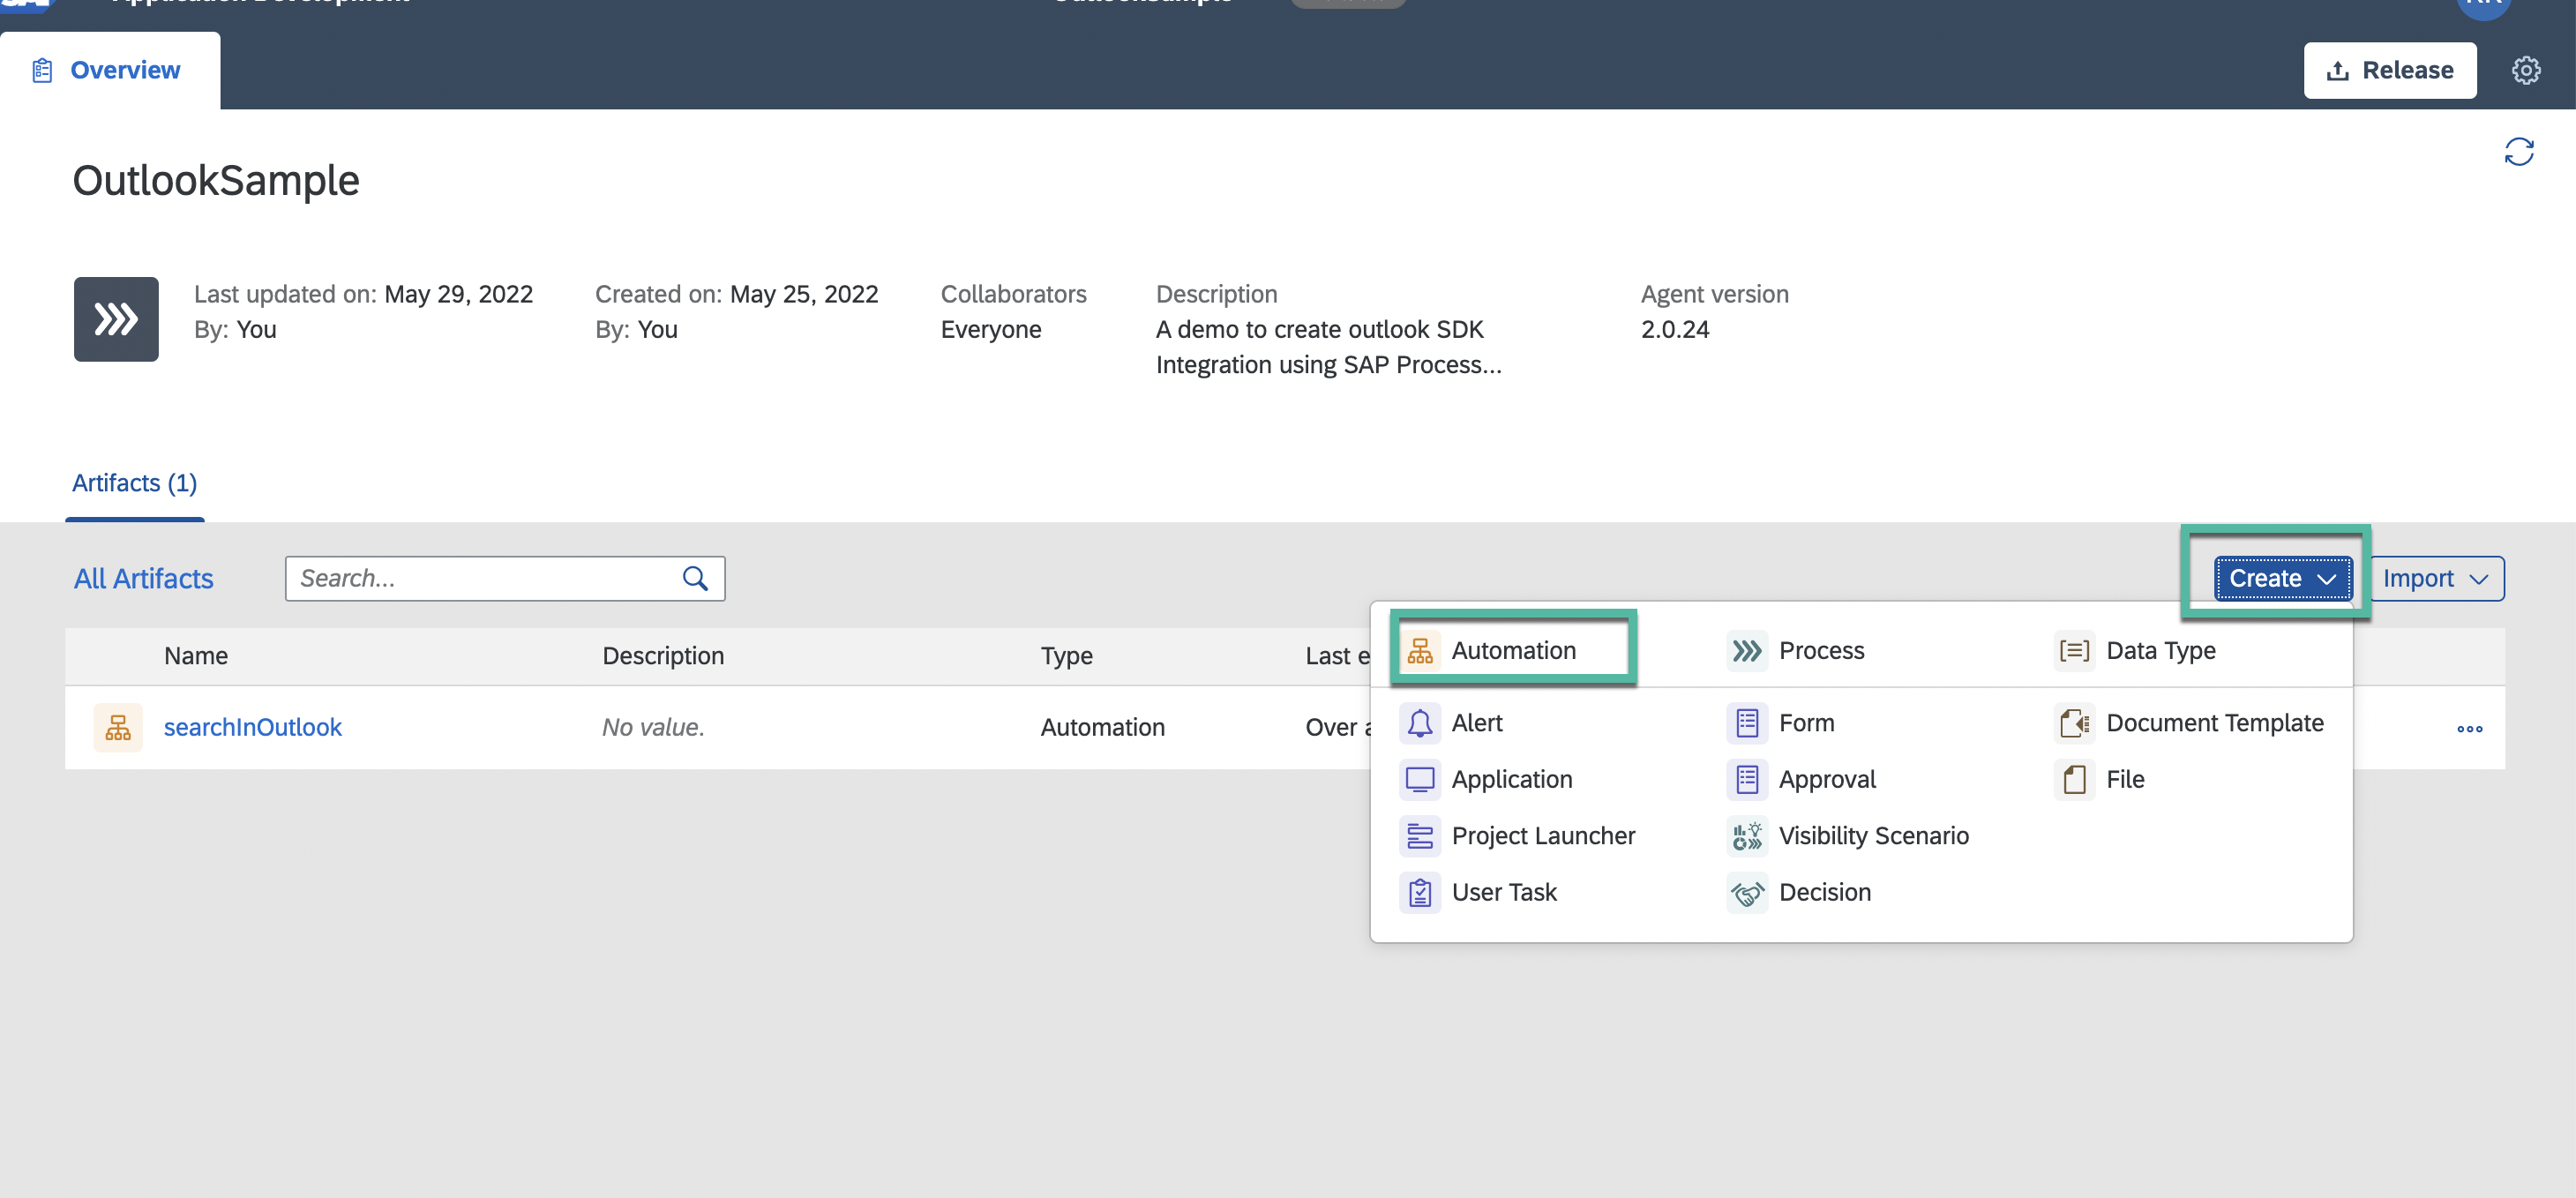 Application Development OutlookSample
Overview
Release
OutlookSample
Last updated on: May 29, 2022
By: You
Created on: May 25, 2022
By: You
Collaborators
Everyone
Description
A demo to create outlook SDK
Integration using SAP Process...
Agent version
2.0.24
Artifacts (1)
All Artifacts
Search...
Create
Import
Name Description Type Last e
searchInOutlook No value. Automation Over a
Automation Process Data Type
Alert Form Document Template
Application Approval File
Project Launcher Visibility Scenario
User Task Decision